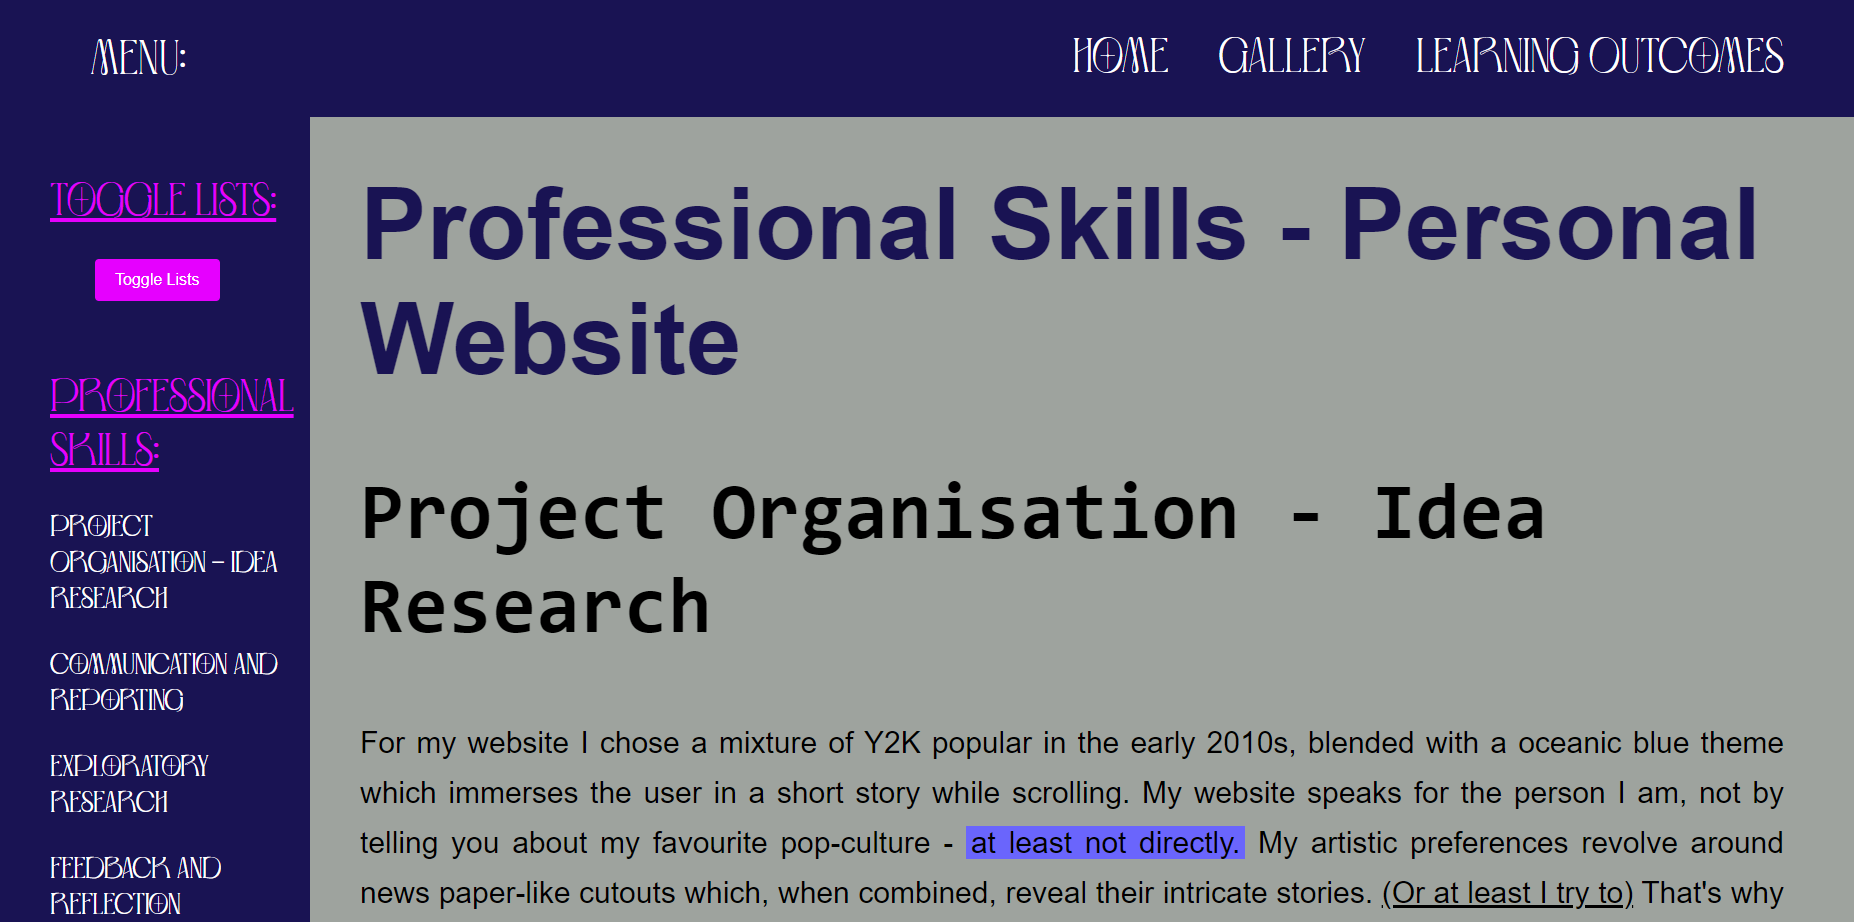 MENU:
HOME GALLERY LEARNING OUTCOMES
TOGGLE LISTS:
Toggle Lists
PROFESSIONAL
SKILLS:
PROJECT
ORGANISATION – IDEA
RESEARCH
COMMUNICATION AND
REPORTING
EXPLORATORY
RESEARCH
FEEDBACK AND
REFLECTION
Professional Skills - Personal
Website
Project Organisation - Idea
Research
For my website I chose a mixture of Y2K popular in the early 2010s, blended with a oceanic blue theme
which immerses the user in a short story while scrolling. My website speaks for the person I am, not by
telling you about my favourite pop-culture - at least not directly. My artistic preferences revolve around
news paper-like cutouts which, when combined, reveal their intricate stories. (Or at least I try to) That's why